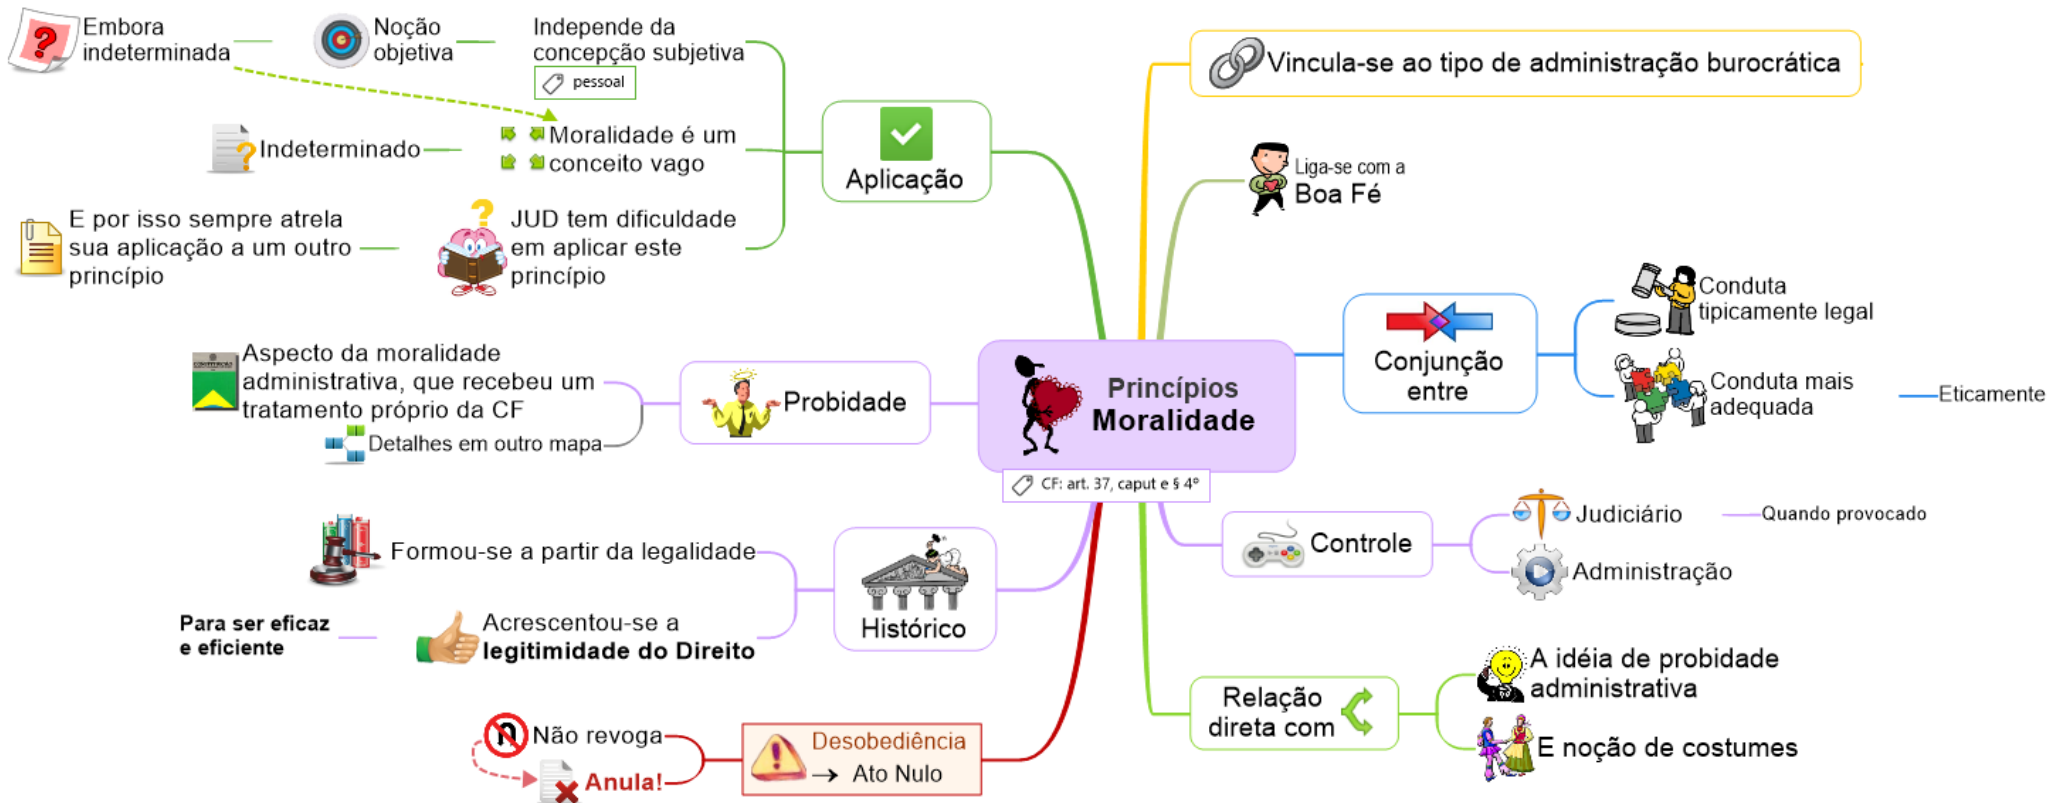 Embora
indeterminada
Noção
objetiva
Independe da
concepção subjetiva
pessoal
Indeterminado
Moralidade é um
conceito vago
E por isso sempre atrela
sua aplicação a um outro
princípio
JUD tem dificuldade
em aplicar este
princípio
Aplicação
Vincula-se ao tipo de administração burocrática
Liga-se com a
Boa Fé
Conjunção
entre
Conduta
tipicamente legal
Conduta mais
adequada
Eticamente
Princípios
Moralidade
CF: art. 37, caput e § 4º
Aspecto da moralidade
administrativa, que recebeu um
tratamento próprio da CF
Detalhes em outro mapa
Probidade
Controle
Judiciário
Quando provocado
Administração
Formou-se a partir da legalidade
Para ser eficaz
e eficiente
Acrescentou-se a
legitimidade do Direito
Histórico
Relação
direta com
A idéia de probidade
administrativa
E noção de costumes
Não revoga
Anula!
Desobediência
→ Ato Nulo